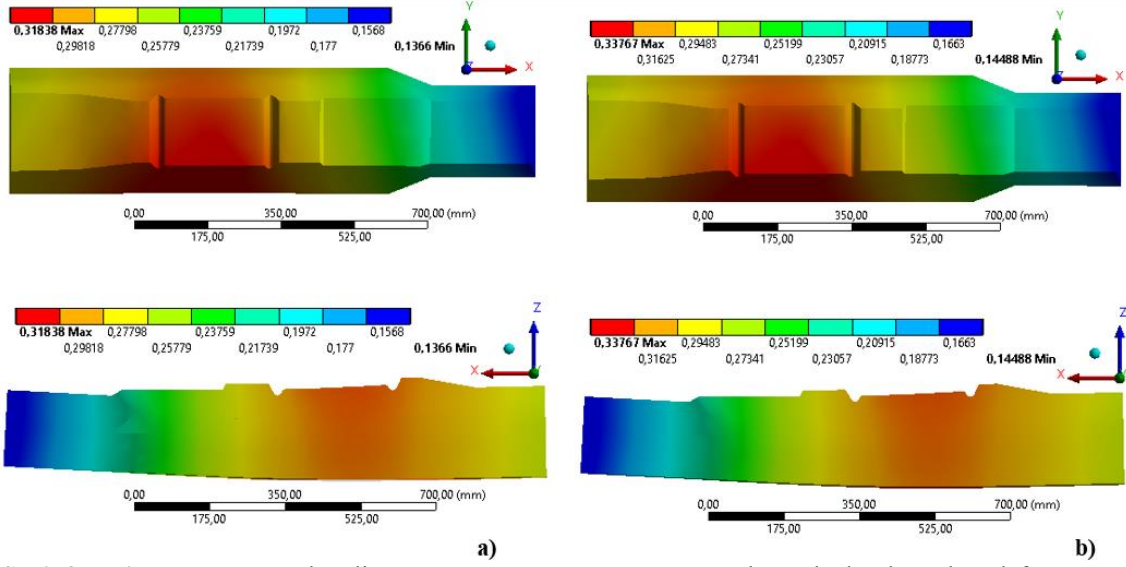 0,31838 Max 0,27798 0,23759 0,1972 0,1568
0,29818 0,25779 0,21739 0,177 0,1366 Min
Y
X
0,00 350,00 700,00 (mm)
175,00 525,00
0,33767 Max 0,29483 0,25199 0,20915 0,1663
0,31625 0,27341 0,23057 0,18773 0,14488 Min
Y
X
0,00 350,00 700,00 (mm)
175,00 525,00
0,31838 Max 0,27798 0,23759 0,1972 0,1568
0,29818 0,25779 0,21739 0,177 0,1366 Min
Z
X
0,00 350,00 700,00 (mm)
175,00 525,00
a)
0,33767 Max 0,29483 0,25199 0,20915 0,1663
0,31625 0,27341 0,23057 0,18773 0,14488 Min
Z
X
0,00 350,00 700,00 (mm)
175,00 525,00
b)